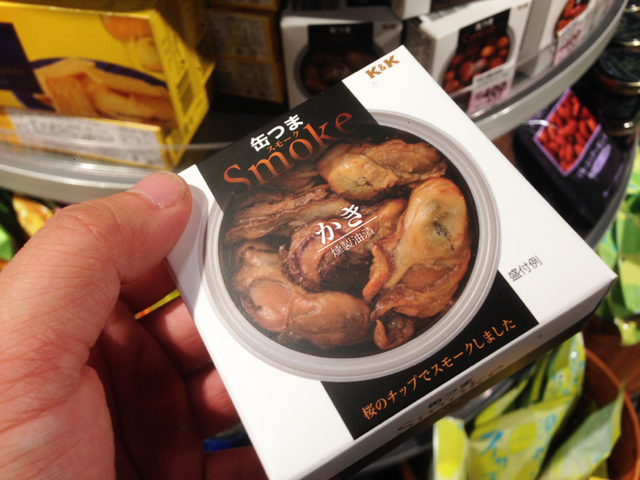 K&K
缶つま
スモーク
Smoke
かき
燻製油漬
盛付例
桜のチップでスモークしました